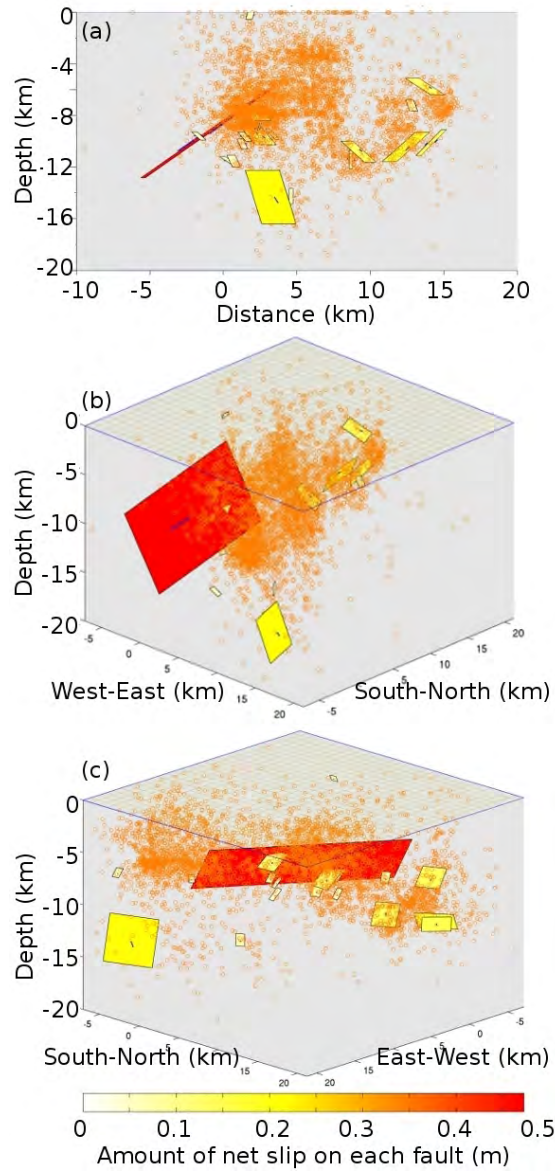 (a)
0
-4
-8
-12
-16
-20
Depth (km)
-10 -5 0 5 10 15 20
Distance (km)
(b)
0
-5
-10
-15
-20
Depth (km)
-5 0 5 10 15 20
West-East (km)
-5 0 5 10 15 20
South-North (km)
(c)
0
-5
-10
-15
-20
Depth (km)
-5 0 5 10 15 20
South-North (km)
20 15 10 5 0 -5
East-West (km)
0 0.1 0.2 0.3 0.4 0.5
Amount of net slip on each fault (m)